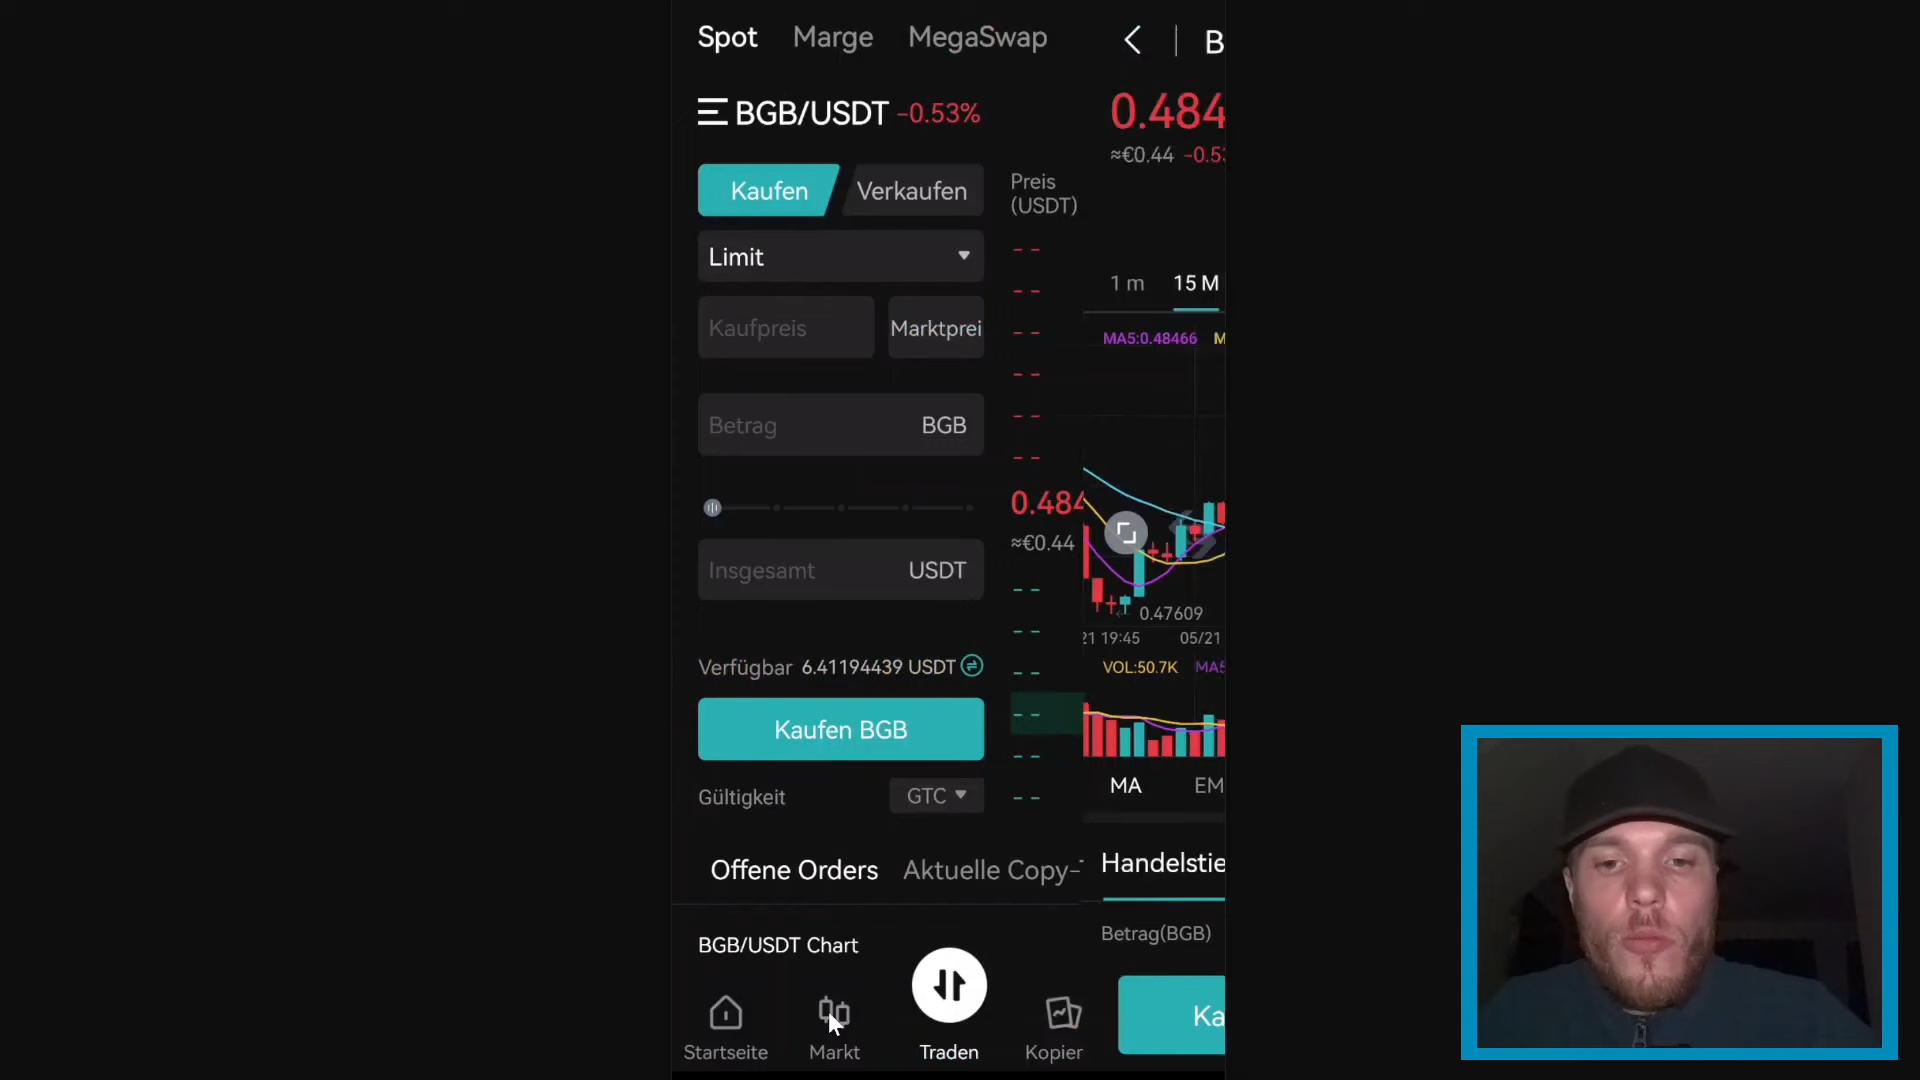 Spot Marge MegaSwap
BGB/USDT -0.53%
Kaufen Verkaufen
Limit
Kaufpreis Marktprei
Betrag BGB
Insgesamt USDT
Verfügbar 6.41194439 USDT
Kaufen BGB
Gültigkeit GTC
Preis
(USDT)
0.484
≈€0.44
Offene Orders Aktuelle Copy-
BGB/USDT Chart
Startseite Markt Traden Kopier
B
0.484
≈€0.44 -0.53
1 m 15 M
MA5:0.48466 M
0.47609
21 19:45 05/21
VOL:50.7K MA5
MA EM
Handelstie
Betrag(BGB)
Ka